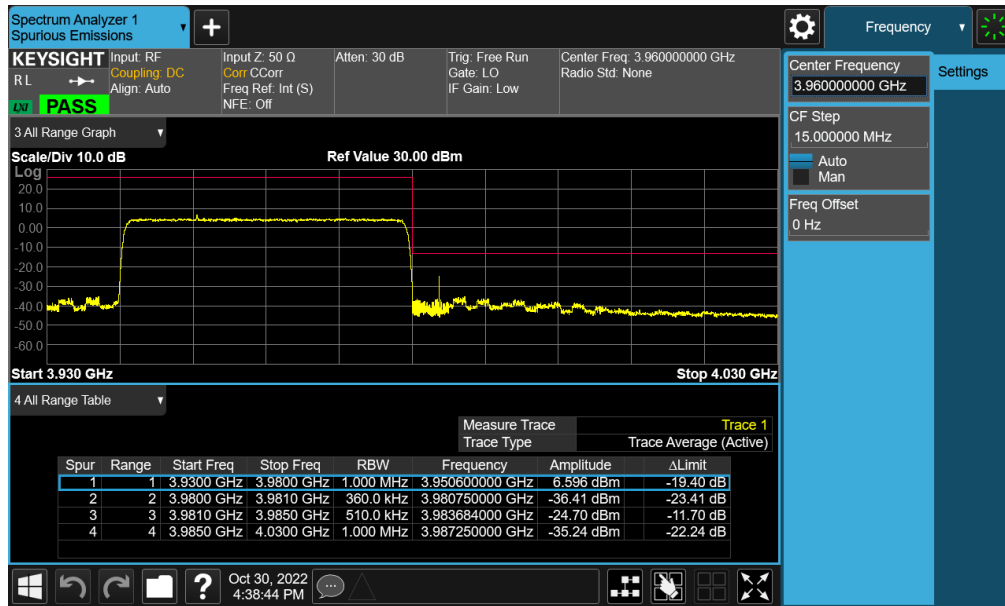 Spectrum Analyzer 1
Spurious Emissions
+
Frequency
KEYSIGHT
R L
LXI
PASS
Input: RF
Coupling: DC
Align: Auto
Input Z: 50 Ω
Corr CCorr
Freq Ref: Int (S)
NFE: Off
Atten: 30 dB
Trig: Free Run
Gate: LO
IF Gain: Low
Center Freq: 3.960000000 GHz
Radio Std: None
Center Frequency
3.960000000 GHz
Settings
CF Step
15.000000 MHz
Auto
Man
Freq Offset
0 Hz
3 All Range Graph
Scale/Div 10.0 dB
Ref Value 30.00 dBm
Log
20.0
10.0
0.00
-10.0
-20.0
-30.0
-40.0
-50.0
-60.0
Start 3.930 GHz
Stop 4.030 GHz
4 All Range Table
Measure Trace Trace 1
Trace Type Trace Average (Active)
Spur Range Start Freq Stop Freq RBW Frequency Amplitude ΔLimit
1 1 3.9300 GHz 3.9800 GHz 1.000 MHz 3.950600000 GHz 6.596 dBm -19.40 dB
2 2 3.9800 GHz 3.9810 GHz 360.0 kHz 3.980750000 GHz -36.41 dBm -23.41 dB
3 3 3.9810 GHz 3.9850 GHz 510.0 kHz 3.983684000 GHz -24.70 dBm -11.70 dB
4 4 3.9850 GHz 4.0300 GHz 1.000 MHz 3.987250000 GHz -35.24 dBm -22.24 dB
?
Oct 30, 2022
4:38:44 PM